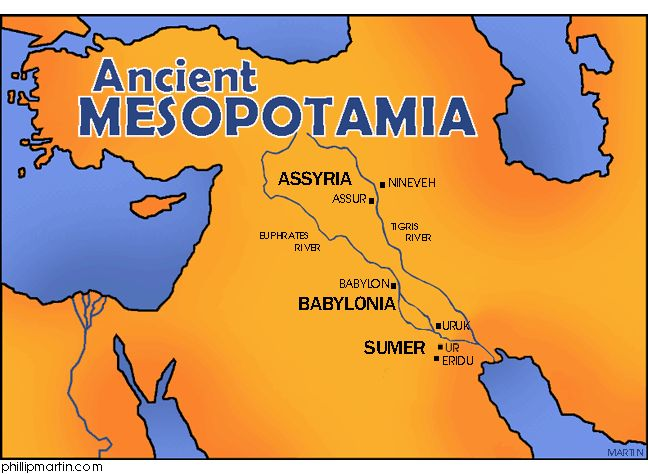 Ancient
MESOPOTAMIA
ASSYRIA
NINEVEH
ASSUR
TIGRIS
RIVER
EUPHRATES
RIVER
BABYLON
BABYLONIA
URUK
SUMER
UR
ERIDU
MARTIN
phillipmartin.com